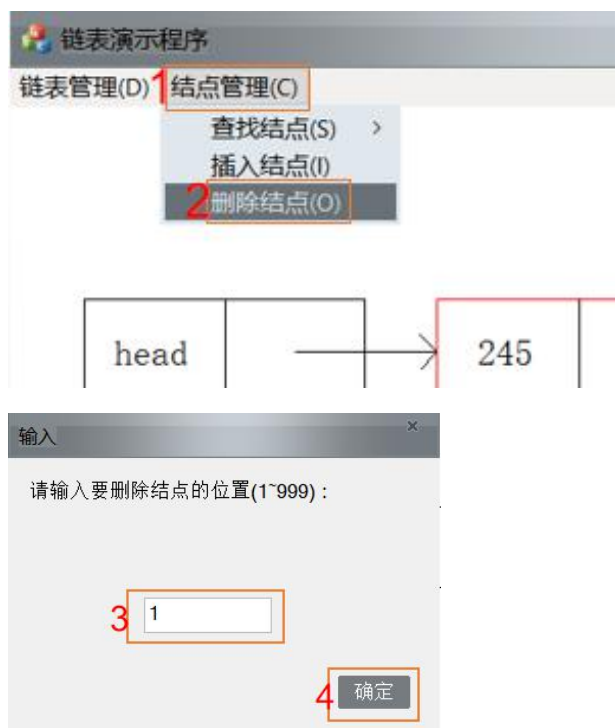 链表演示程序
链表管理(D) 1 结点管理(C)
查找结点(S) >
插入结点(I)
2 删除结点(O)
head 245
输入 ×
请输入要删除结点的位置(1~999)：
3 1
4 确定